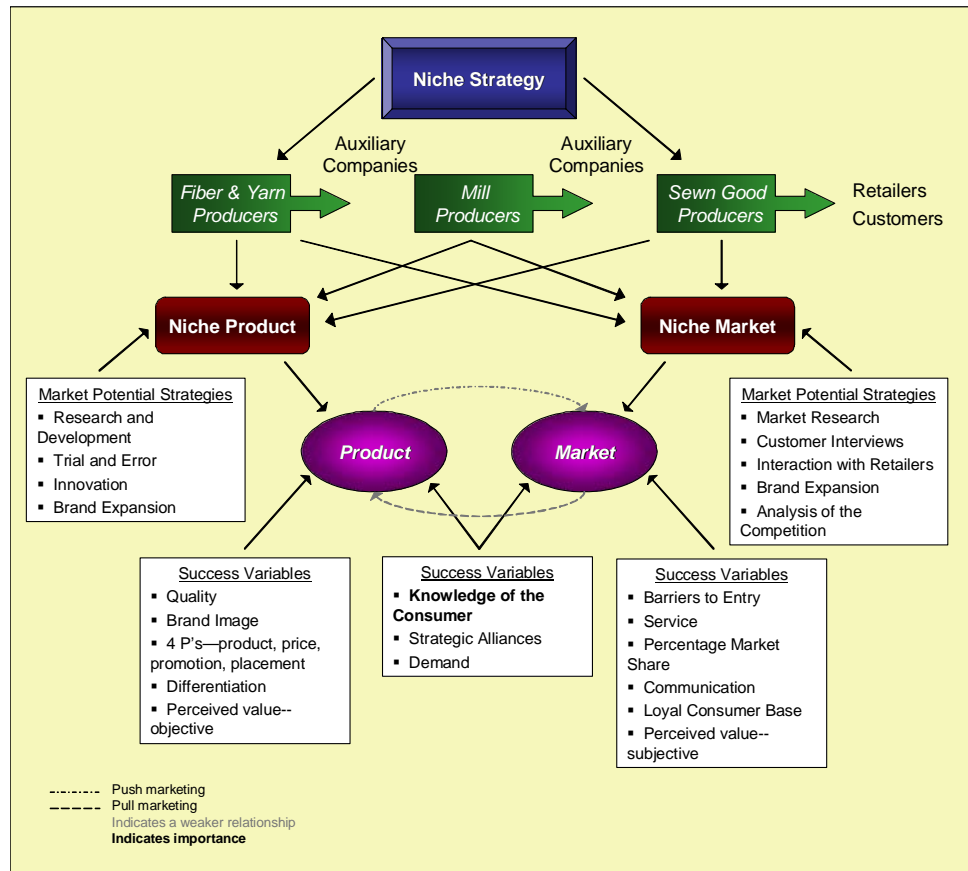 Niche Strategy
Auxiliary
Companies
Auxiliary
Companies
Fiber & Yarn
Producers
Mill
Producers
Sewn Good
Producers
Retailers
Customers
Niche Product
Niche Market
Market Potential Strategies
▪ Research and
Development
▪ Trial and Error
▪ Innovation
▪ Brand Expansion
Market Potential Strategies
▪ Market Research
▪ Customer Interviews
▪ Interaction with Retailers
▪ Brand Expansion
▪ Analysis of the
Competition
Product
Market
Success Variables
▪ Quality
▪ Brand Image
▪ 4 P's—product, price,
promotion, placement
▪ Differentiation
▪ Perceived value--
objective
Success Variables
▪ Knowledge of the
Consumer
▪ Strategic Alliances
▪ Demand
Success Variables
▪ Barriers to Entry
▪ Service
▪ Percentage Market
Share
▪ Communication
▪ Loyal Consumer Base
▪ Perceived value--
subjective
Push marketing
Pull marketing
Indicates a weaker relationship
Indicates importance